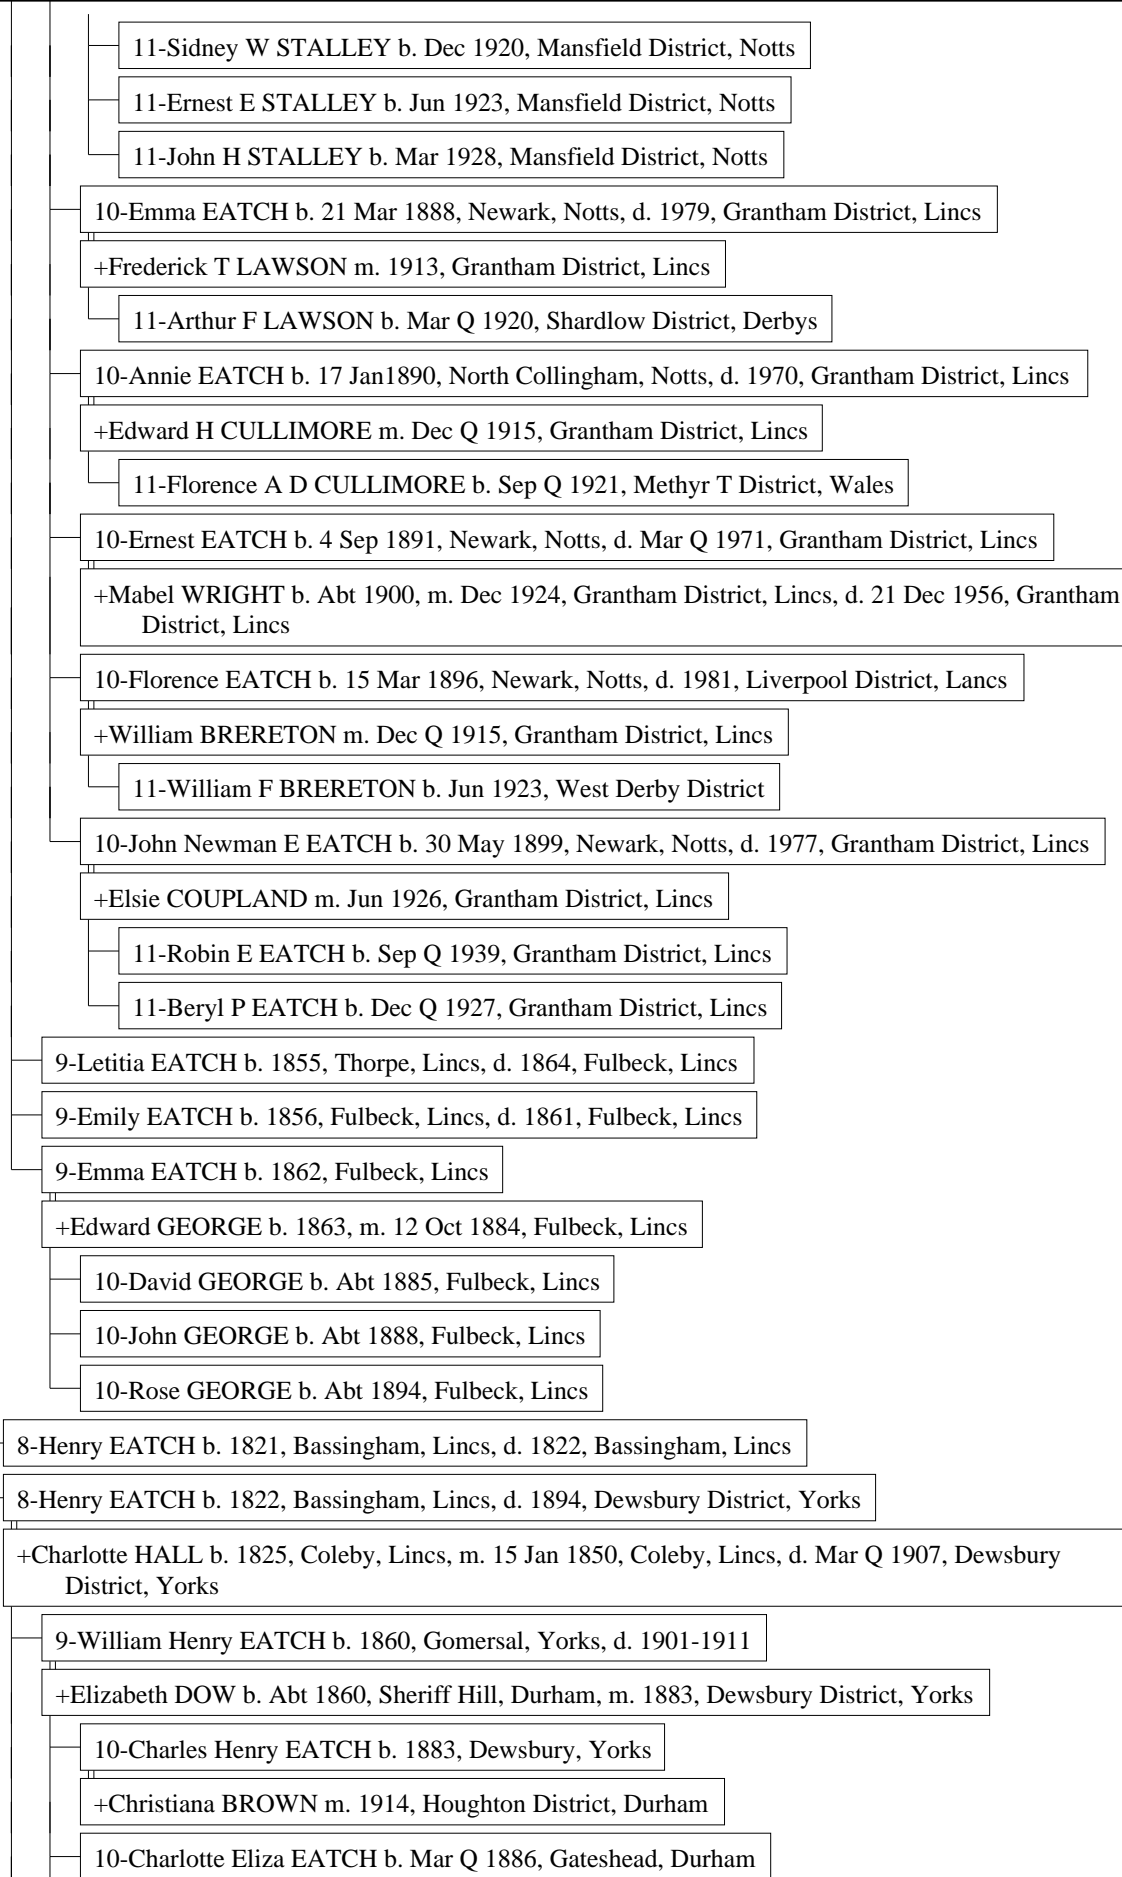 11-Sidney W STALLEY b. Dec 1920, Mansfield District, Notts
11-Ernest E STALLEY b. Jun 1923, Mansfield District, Notts
11-John H STALLEY b. Mar 1928, Mansfield District, Notts
10-Emma EATCH b. 21 Mar 1888, Newark, Notts, d. 1979, Grantham District, Lincs
+Frederick T LAWSON m. 1913, Grantham District, Lincs
11-Arthur F LAWSON b. Mar Q 1920, Shardlow District, Derbys
10-Annie EATCH b. 17 Jan1890, North Collingham, Notts, d. 1970, Grantham District, Lincs
+Edward H CULLIMORE m. Dec Q 1915, Grantham District, Lincs
11-Florence A D CULLIMORE b. Sep Q 1921, Methyr T District, Wales
10-Ernest EATCH b. 4 Sep 1891, Newark, Notts, d. Mar Q 1971, Grantham District, Lincs
+Mabel WRIGHT b. Abt 1900, m. Dec 1924, Grantham District, Lincs, d. 21 Dec 1956, Grantham
District, Lincs
10-Florence EATCH b. 15 Mar 1896, Newark, Notts, d. 1981, Liverpool District, Lancs
+William BRERETON m. Dec Q 1915, Grantham District, Lincs
11-William F BRERETON b. Jun 1923, West Derby District
10-John Newman E EATCH b. 30 May 1899, Newark, Notts, d. 1977, Grantham District, Lincs
+Elsie COUPLAND m. Jun 1926, Grantham District, Lincs
11-Robin E EATCH b. Sep Q 1939, Grantham District, Lincs
11-Beryl P EATCH b. Dec Q 1927, Grantham District, Lincs
9-Letitia EATCH b. 1855, Thorpe, Lincs, d. 1864, Fulbeck, Lincs
9-Emily EATCH b. 1856, Fulbeck, Lincs, d. 1861, Fulbeck, Lincs
9-Emma EATCH b. 1862, Fulbeck, Lincs
+Edward GEORGE b. 1863, m. 12 Oct 1884, Fulbeck, Lincs
10-David GEORGE b. Abt 1885, Fulbeck, Lincs
10-John GEORGE b. Abt 1888, Fulbeck, Lincs
10-Rose GEORGE b. Abt 1894, Fulbeck, Lincs
8-Henry EATCH b. 1821, Bassingham, Lincs, d. 1822, Bassingham, Lincs
8-Henry EATCH b. 1822, Bassingham, Lincs, d. 1894, Dewsbury District, Yorks
+Charlotte HALL b. 1825, Coleby, Lincs, m. 15 Jan 1850, Coleby, Lincs, d. Mar Q 1907, Dewsbury
District, Yorks
9-William Henry EATCH b. 1860, Gomersal, Yorks, d. 1901-1911
+Elizabeth DOW b. Abt 1860, Sheriff Hill, Durham, m. 1883, Dewsbury District, Yorks
10-Charles Henry EATCH b. 1883, Dewsbury, Yorks
+Christiana BROWN m. 1914, Houghton District, Durham
10-Charlotte Eliza EATCH b. Mar Q 1886, Gateshead, Durham